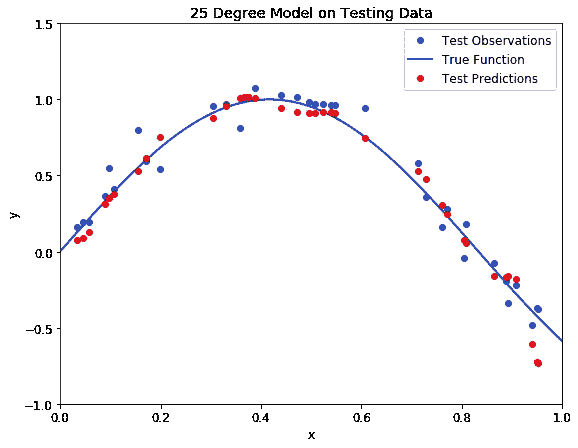 25 Degree Model on Testing Data
1.5
1.0
0.5
0.0
−0.5
−1.0
y
0.0 0.2 0.4 0.6 0.8 1.0
x
Test Observations
True Function
Test Predictions